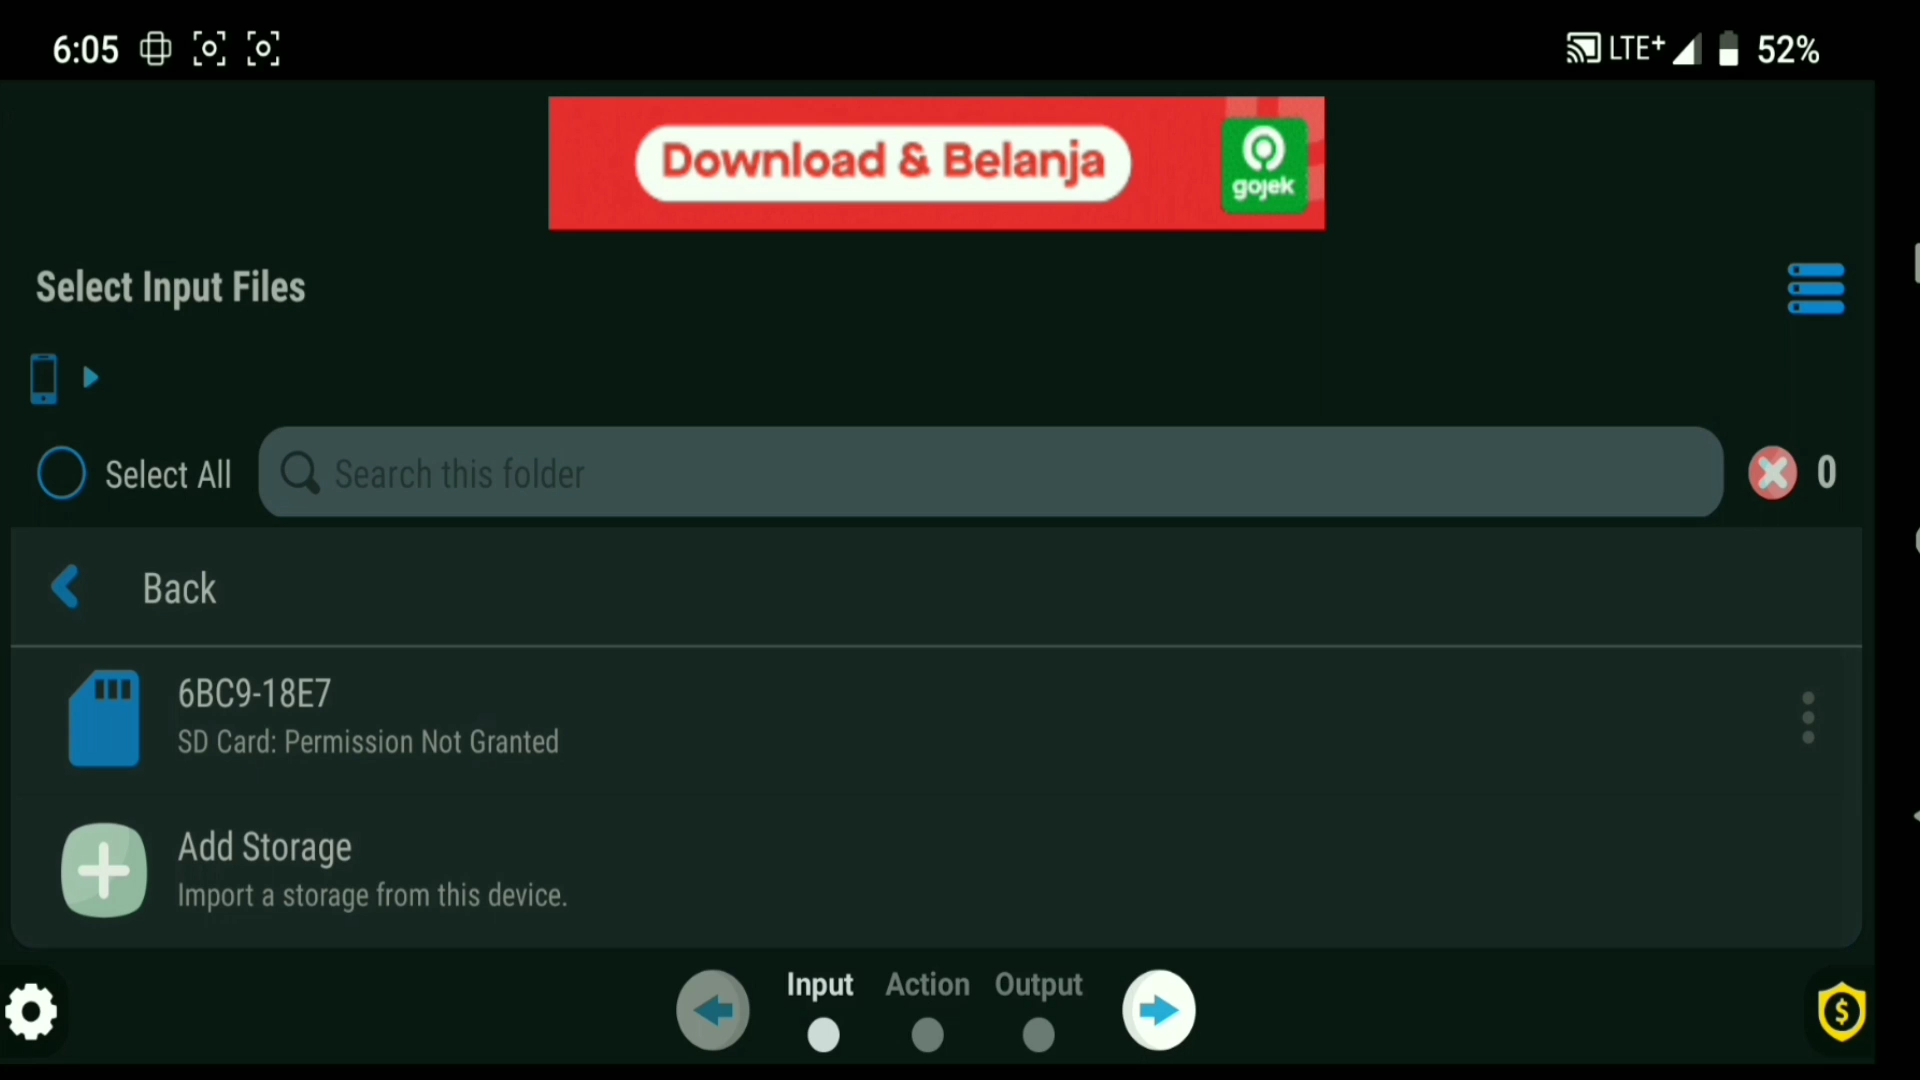 6:05
LTE+ 52%
Download & Belanja
gojek
Select Input Files
Select All
Search this folder
0
Back
6BC9-18E7
SD Card: Permission Not Granted
Add Storage
Import a storage from this device.
Input Action Output